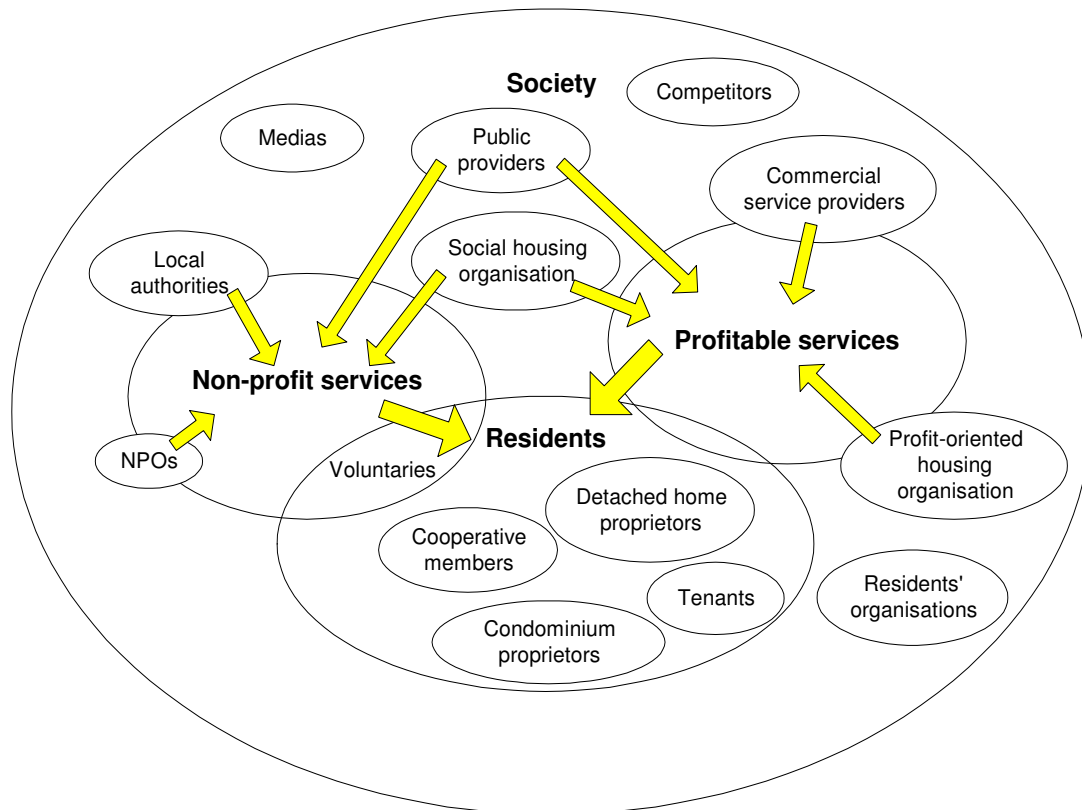 Society
Competitors
Medias
Public
providers
Commercial
service providers
Local
authorities
Social housing
organisation
Profitable services
Non-profit services
Residents
NPOs
Voluntaries
Profit-oriented
housing
organisation
Detached home
proprietors
Cooperative
members
Tenants
Residents'
organisations
Condominium
proprietors